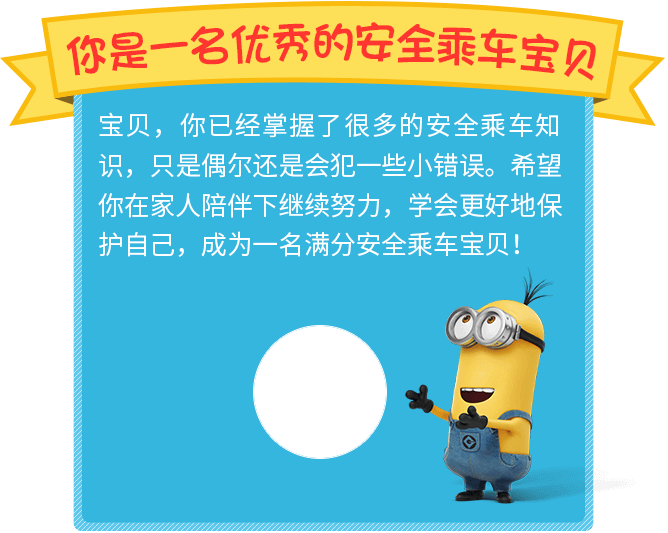 你是一名优秀的安全乘车宝贝
宝贝，你已经掌握了很多的安全乘车知
识，只是偶尔还是会犯一些小错误。希望
你在家人陪伴下继续努力，学会更好地保
护自己，成为一名满分安全乘车宝贝！